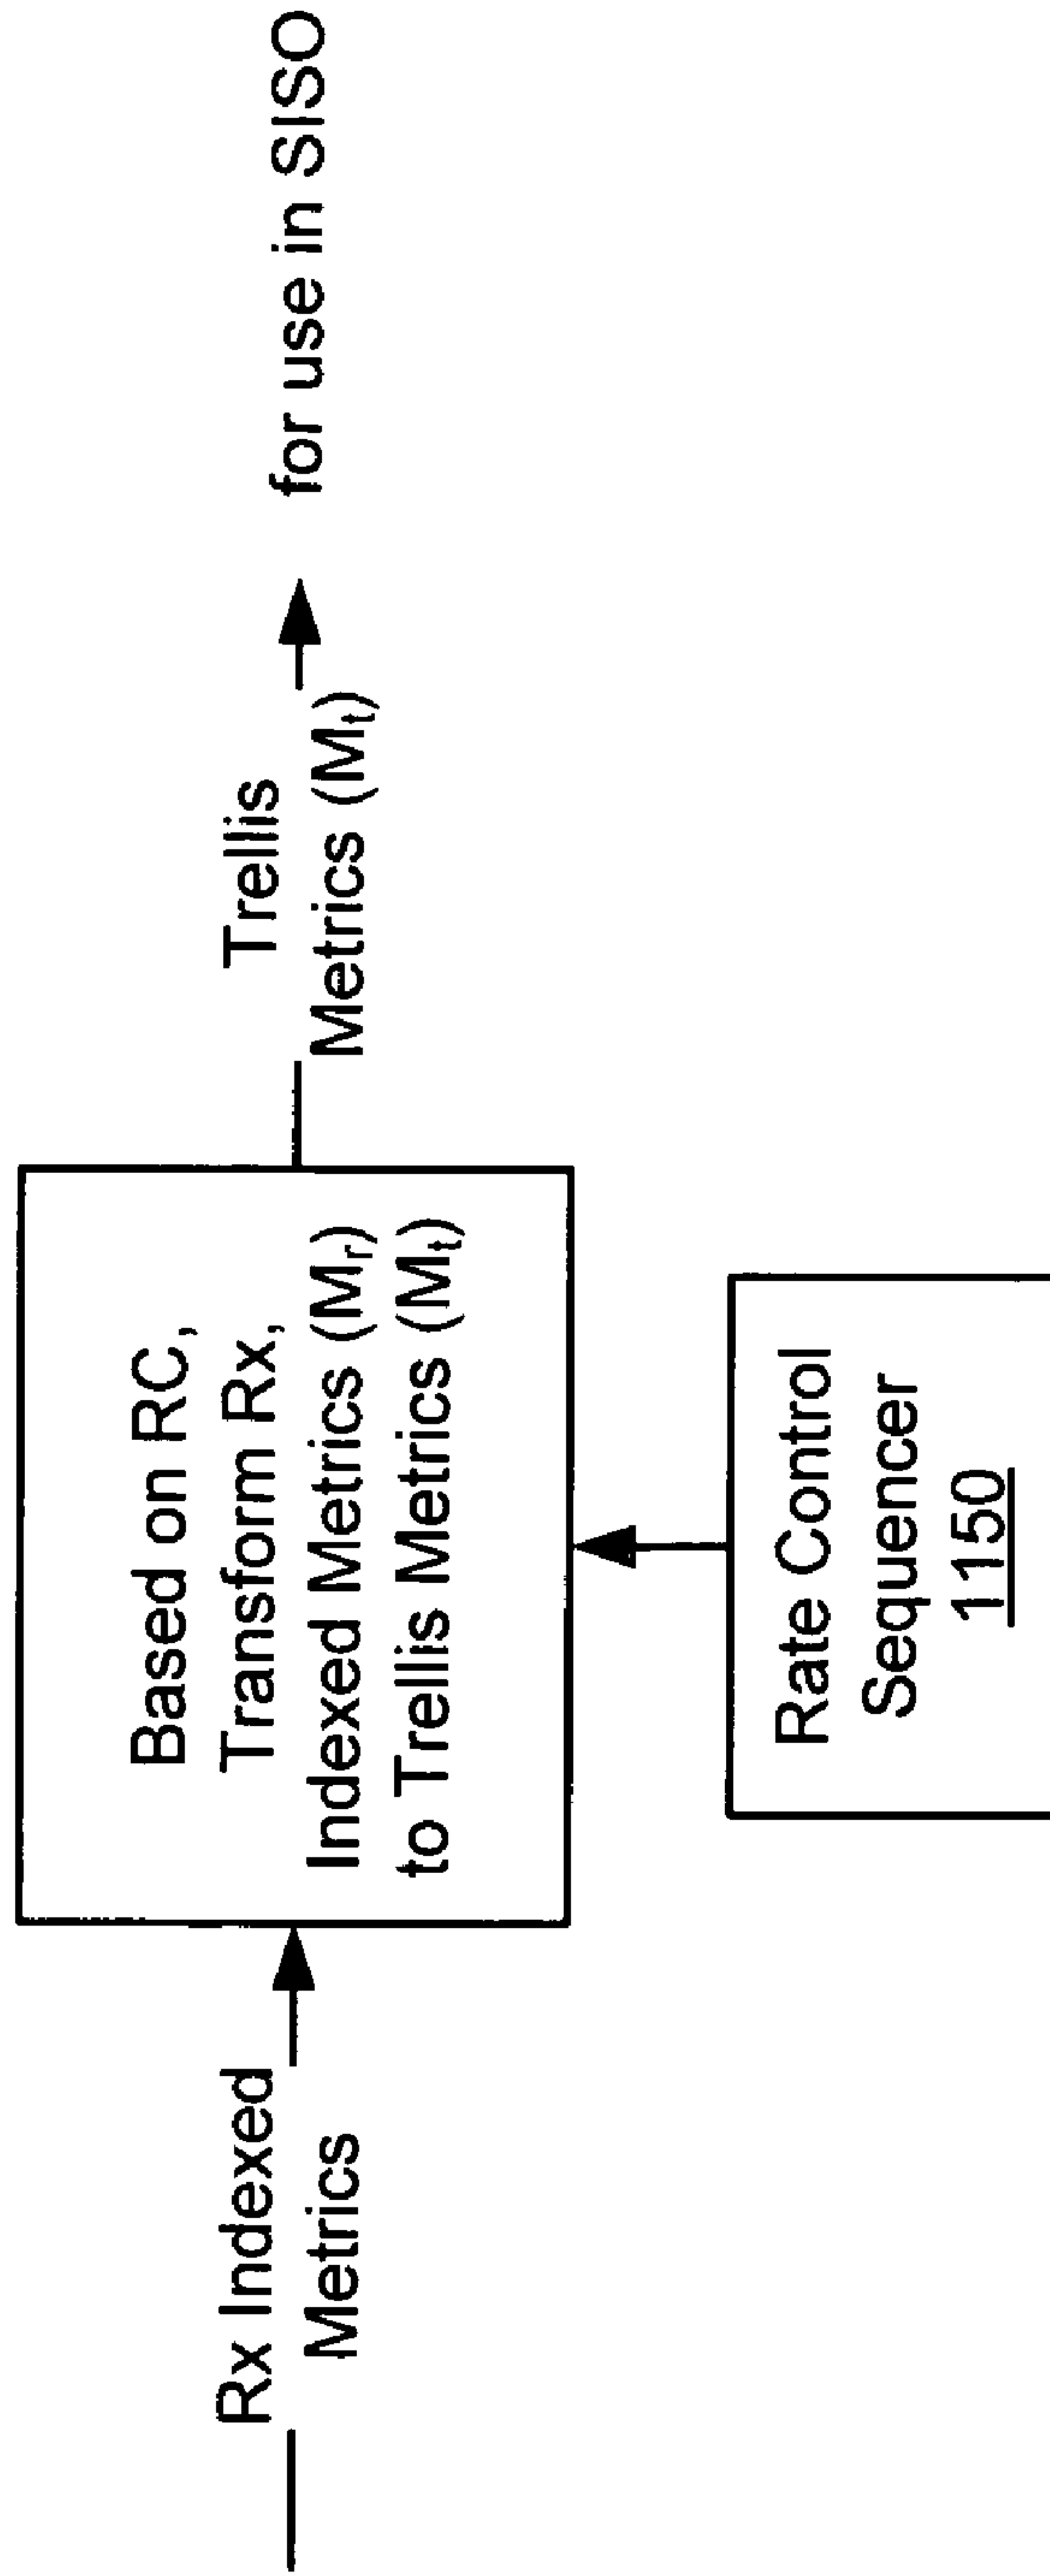 Rx Indexed
Metrics
Based on RC,
Transform Rx,
Indexed Metrics (Mr)
to Trellis Metrics (Mt)
Trellis
Metrics (Mt)
for use in SISO
Rate Control
Sequencer
1150